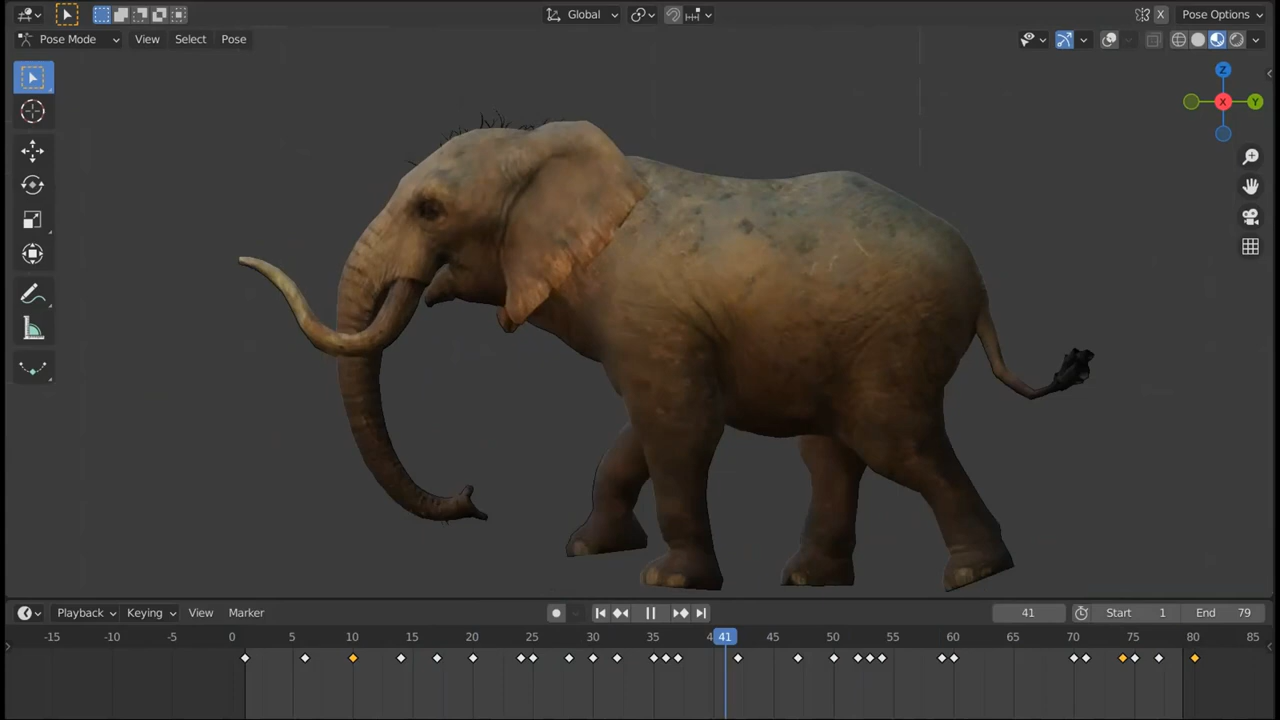 Global
X
Pose Options
Pose Mode
View
Select
Pose
Z
X
Y
Playback
Keying
View
Marker
41
Start 1
End 79
-15 -10 -5 0 5 10 15 20 25 30 35 4 41 45 50 55 60 65 70 75 80 85